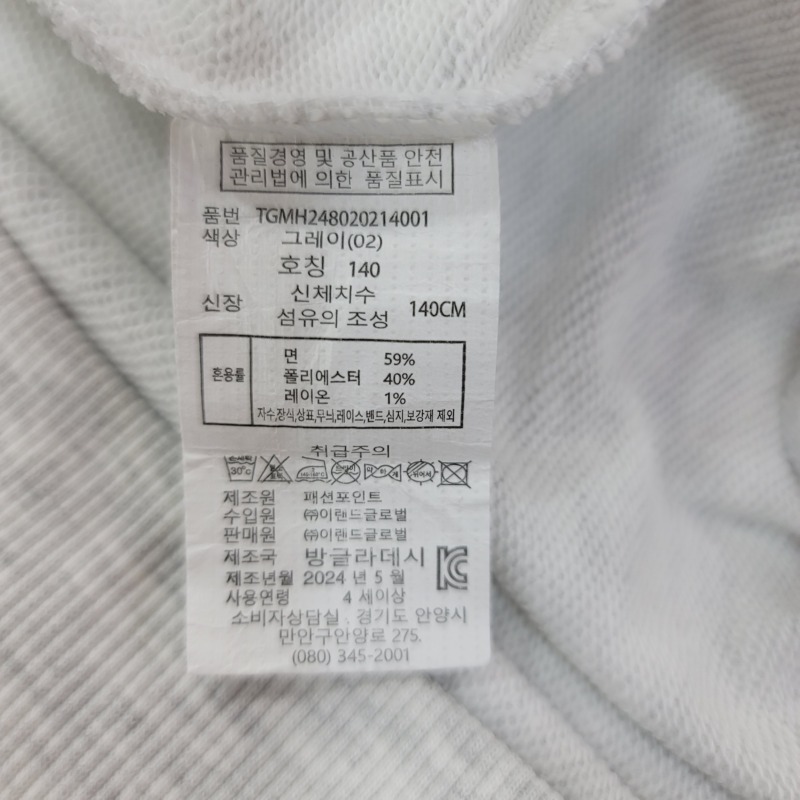 품질경영 및 공산품 안전
관리법에 의한 품질표시
품번 TGMH248020214001
색상 그레이(02)
호칭 140
신체치수
신장 140CM
섬유의 조성
혼용률
면 59%
폴리에스터 40%
레이온 1%
자수,장식,상표,무늬,레이스,밴드,심지,보강재 제외
취급주의
30°C
제조원 패션포인트
수입원 ㈜이랜드글로벌
판매원 ㈜이랜드글로벌
제조국 방글라데시
제조년월 2024 년 5 월
사용연령 4 세이상
소비자상담실 . 경기도 안양시
만안구안양로 275.
(080) 345-2001